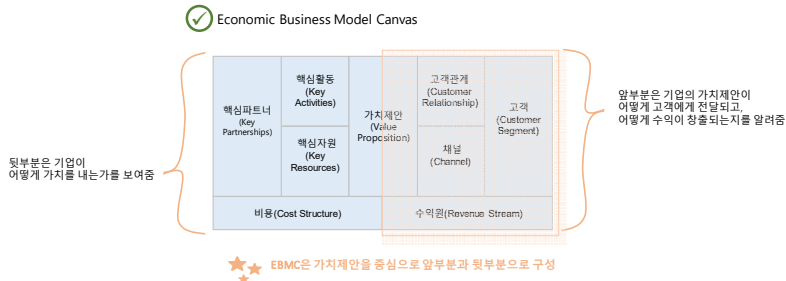 Economic Business Model Canvas
핵심파트너
(Key
Partnerships)
핵심활동
(Key
Activities)
핵심자원
(Key
Resources)
가치제안
(Value
Proposition)
고객관계
(Customer
Relationship)
채널
(Channel)
고객
(Customer
Segment)
비용(Cost Structure)
수익원(Revenue Stream)
뒷부분은 기업이
어떻게 가치를 내는가를 보여줌
앞부분은 기업의 가치제안이
어떻게 고객에게 전달되고,
어떻게 수익이 창출되는지를 알려줌
EBMC은 가치제안을 중심으로 앞부분과 뒷부분으로 구성